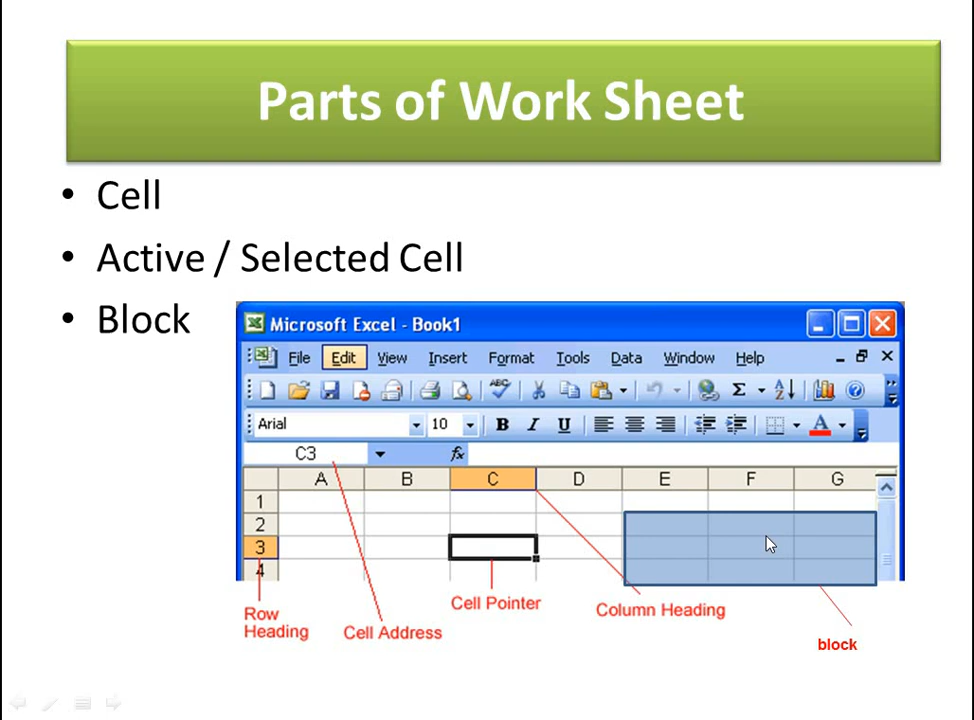 Parts of Work Sheet
• Cell
• Active / Selected Cell
• Block
Microsoft Excel - Book1
File Edit View Insert Format Tools Data Window Help
ABC Σ A Z
Arial 10 B I U A
C3 fx
A B C D E F G
1
2
3
4
Cell Pointer
Column Heading
Row
Heading
Cell Address
block